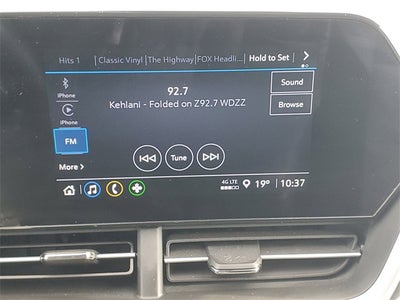 Hits 1 Classic Vinyl The Highway FOX Headli... Hold to Set
iPhone
92.7
Sound
Kehlani - Folded on Z92.7 WDZZ
Browse
iPhone
FM
Tune
More
4G LTE
19° 10:37